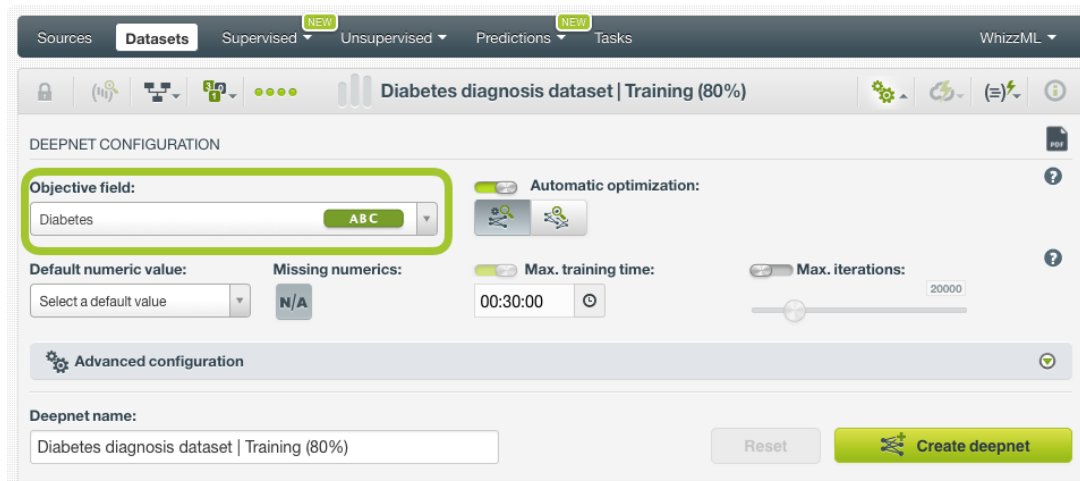 NEW NEW
Sources Datasets Supervised Unsupervised Predictions Tasks WhizzML
Diabetes diagnosis dataset | Training (80%)
DEEPNET CONFIGURATION
PDF
Objective field: Automatic optimization: ?
Diabetes ABC
Default numeric value: Missing numerics: Max. training time: Max. iterations: ?
20000
Select a default value N/A 00:30:00
Advanced configuration
Deepnet name:
Diabetes diagnosis dataset | Training (80%) Reset Create deepnet